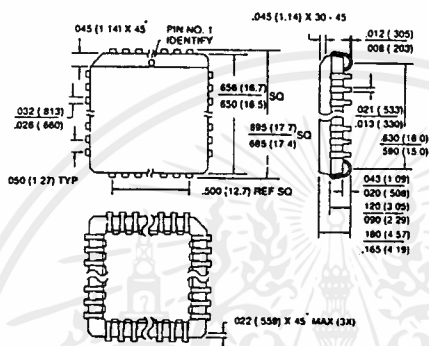 .045 (1.14) X 45°
PIN NO. 1
IDENTIFY
.045 (1.14) X 30 - 45
.012 (.305)
008 (.203)
656 (16.7)
650 (16.5)
SQ
895 (17.7)
685 (17.4)
SQ
.032 (813)
.026 (660)
050 (1 27) TYP
.500 (12.7) REF SQ
.021 (533)
.013 (.330)
.630 (16.0)
590 (15.0)
043 (1 09)
020 (508)
120 (3 05)
090 (2 29)
180 (4 57)
.165 (4 19)
022 (.559) X 45° MAX (3X)